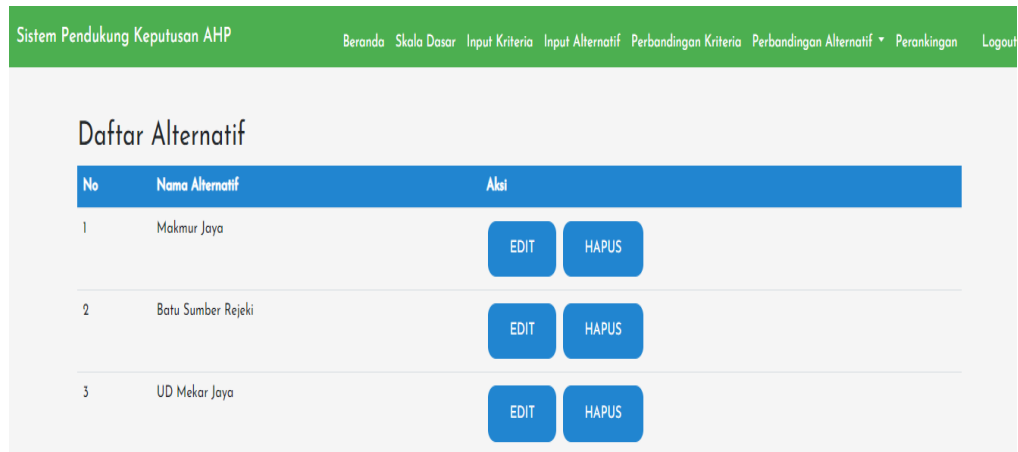 Sistem Pendukung Keputusan AHP Beranda Skala Dasar Input Kriteria Input Alternatif Perbandingan Kriteria Perbandingan Alternatif Perankingan Logout
Daftar Alternatif
No Nama Alternatif Aksi
1 Makmur Jaya EDIT HAPUS
2 Batu Sumber Rejeki EDIT HAPUS
3 UD Mekar Jaya EDIT HAPUS